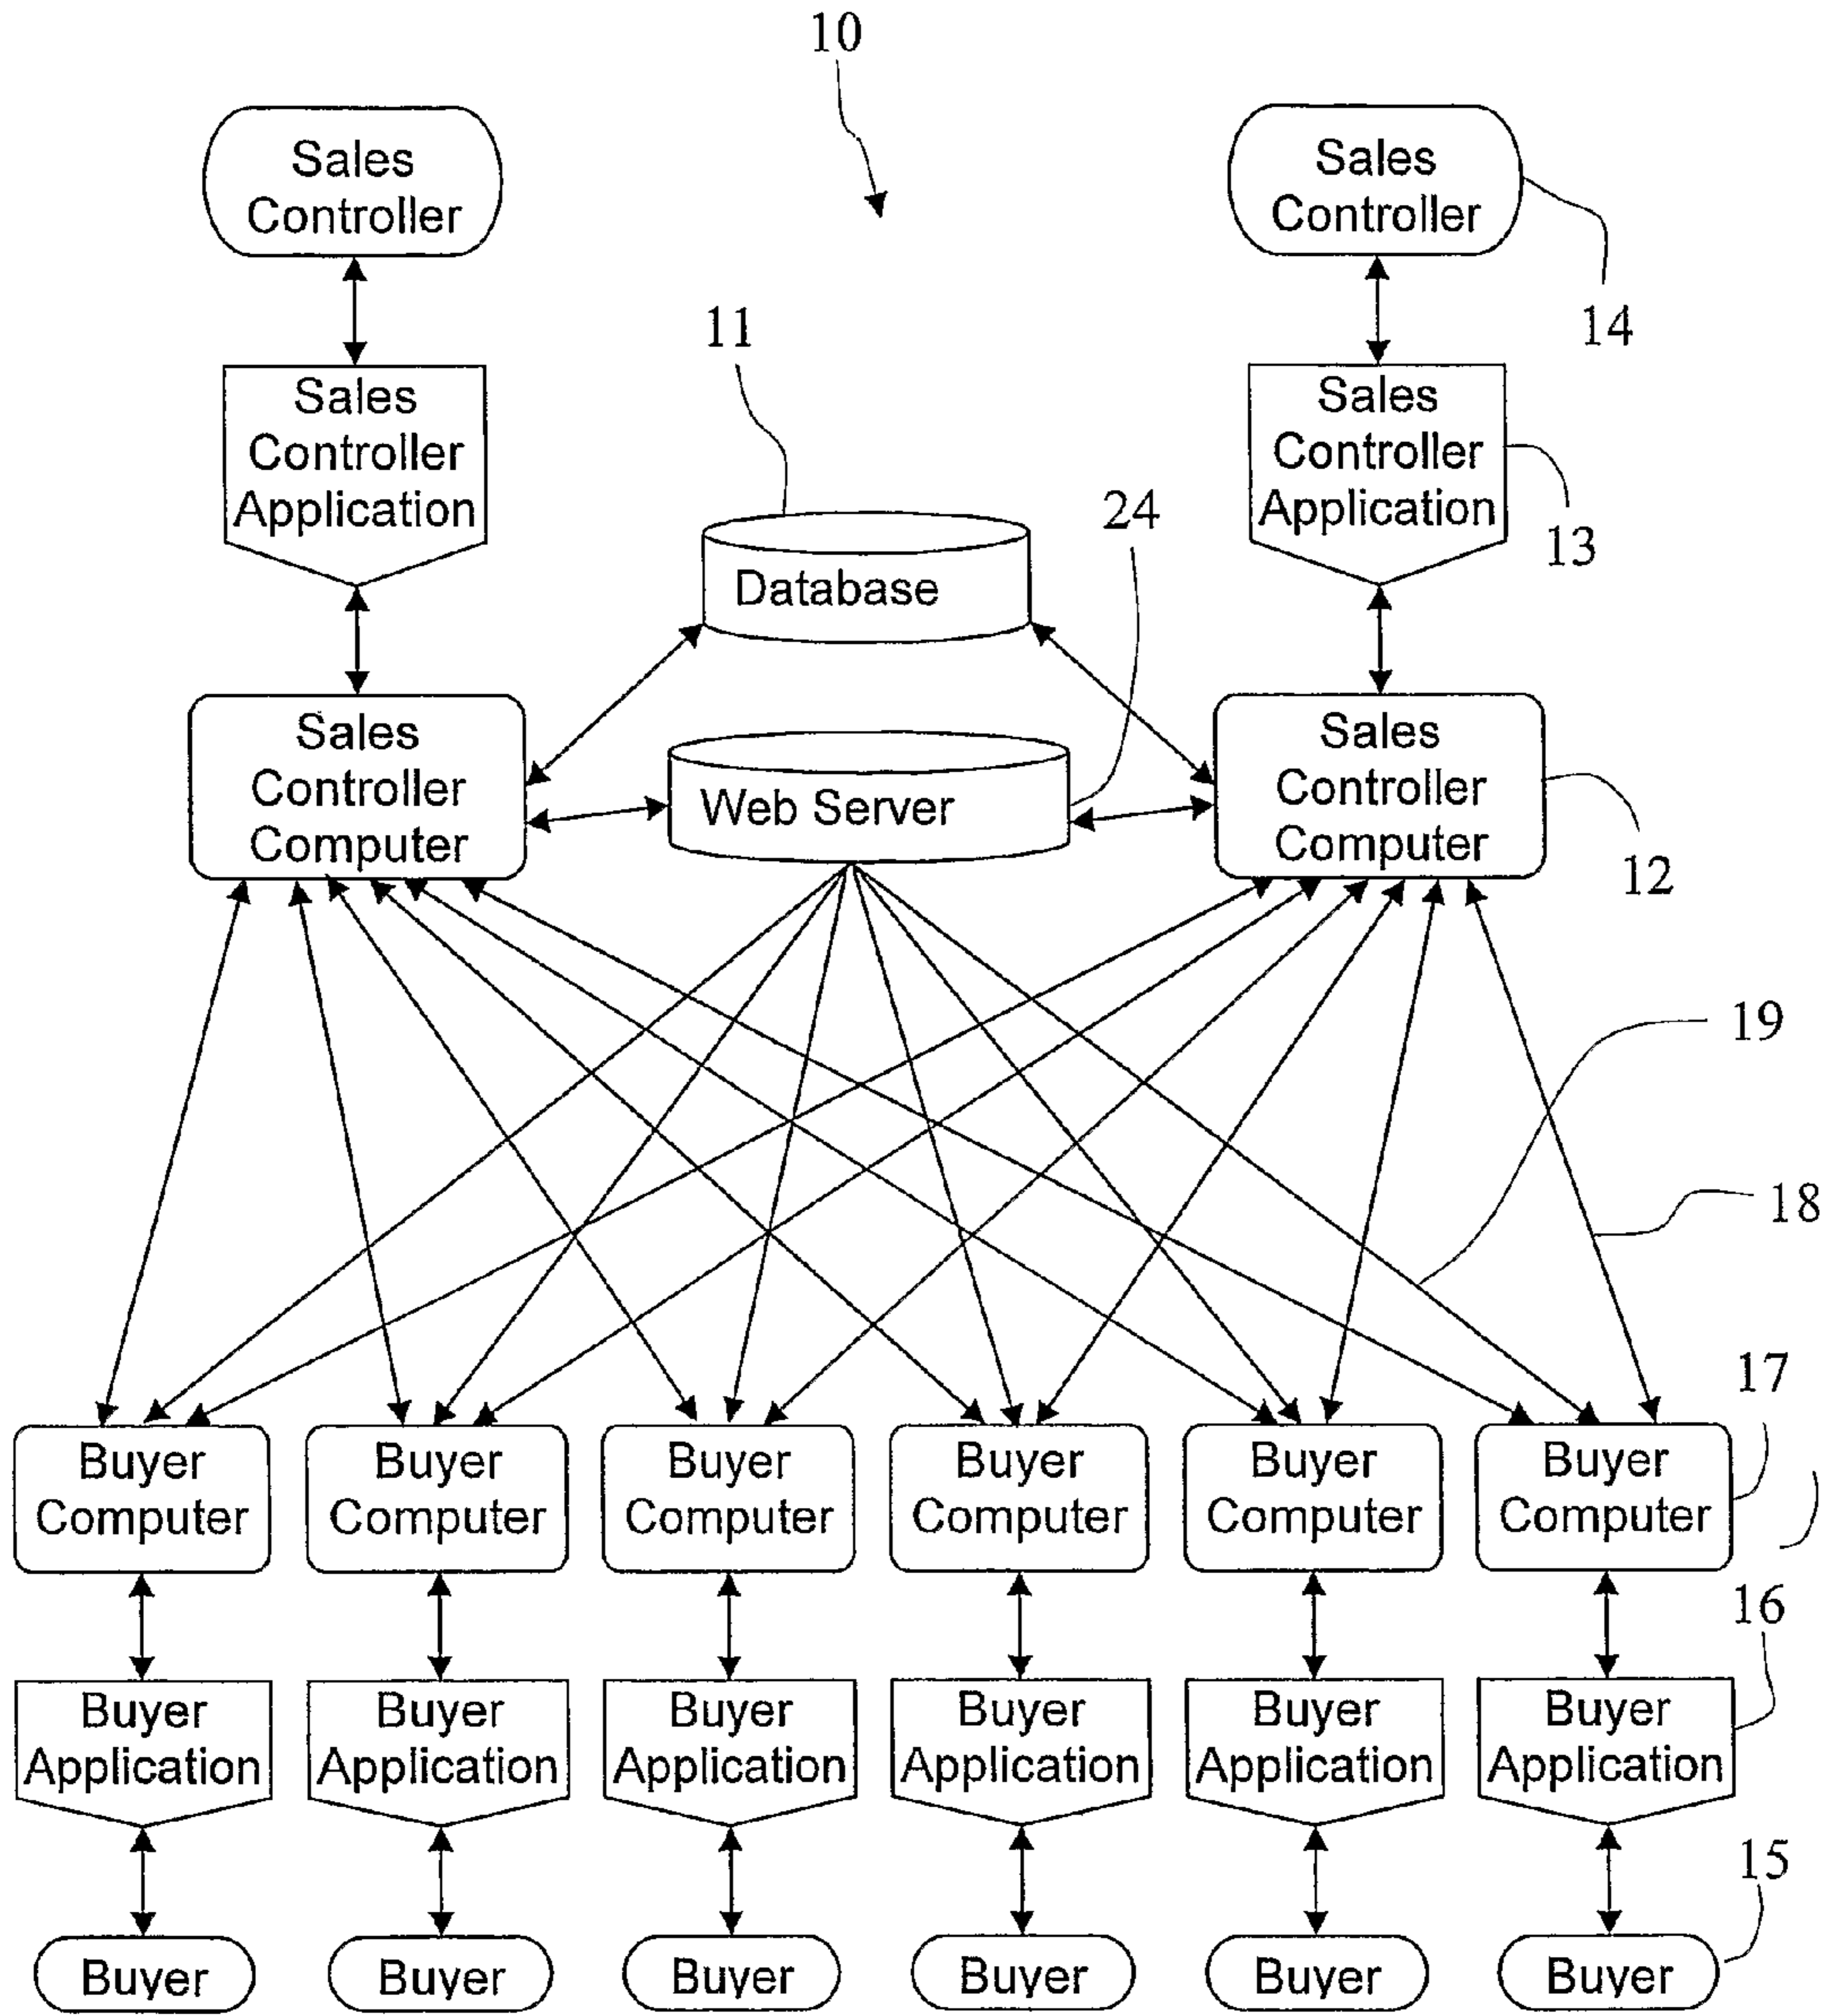 10
Sales
Controller
Sales
Controller
14
11
Sales
Controller
Application
Sales
Controller
Application
13
24
Database
Sales
Controller
Computer
Web Server
Sales
Controller
Computer
12
19
18
17
Buyer
Computer
Buyer
Computer
Buyer
Computer
Buyer
Computer
Buyer
Computer
Buyer
Computer
16
Buyer
Application
Buyer
Application
Buyer
Application
Buyer
Application
Buyer
Application
Buyer
Application
15
Buyer
Buyer
Buyer
Buyer
Buyer
Buyer